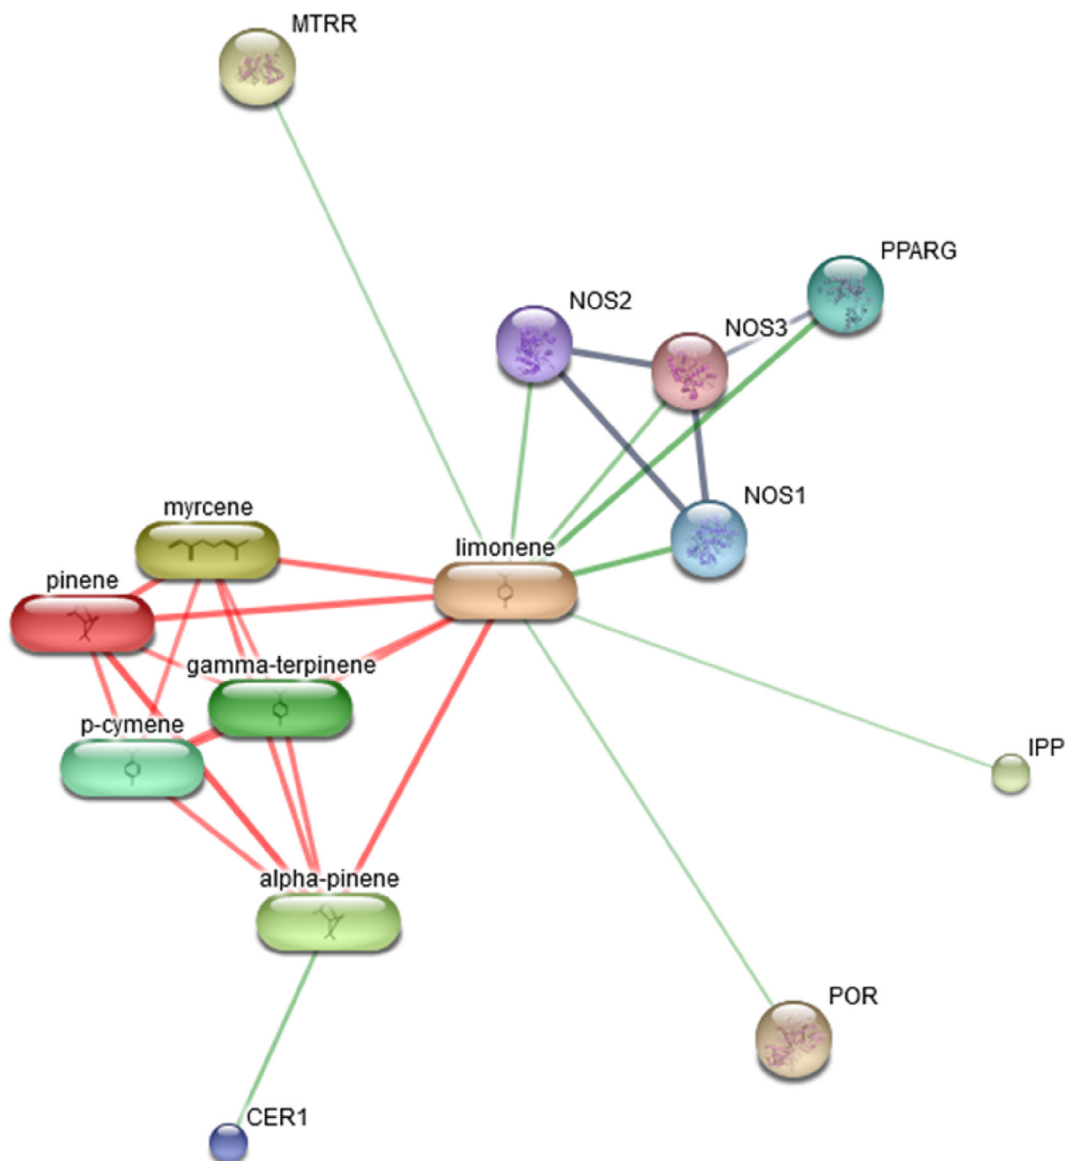 MTRR
PPARG
NOS2
NOS3
NOS1
myrcene
limonene
pinene
gamma-terpinene
p-cymene
IPP
alpha-pinene
POR
CER1